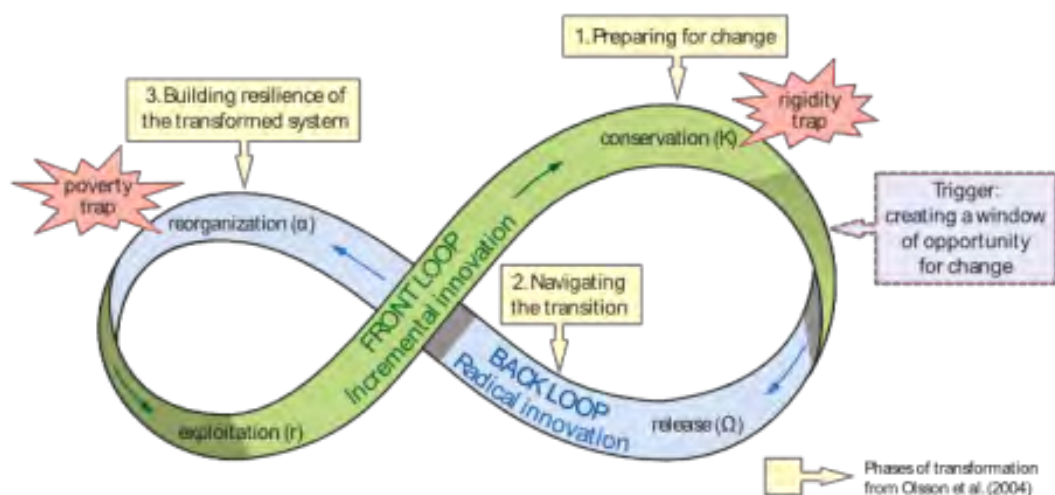 1. Preparing for change
3. Building resilience of
the transformed system
rigidity
trap
conservation (K)
poverty
trap
reorganization (α)
Trigger:
creating a window
of opportunity
for change
2. Navigating
the transition
FRONT LOOP
Incremental innovation
BACK LOOP
Radical innovation
release (Ω)
exploitation (r)
Phases of transformation
from Olsson et al. (2004)